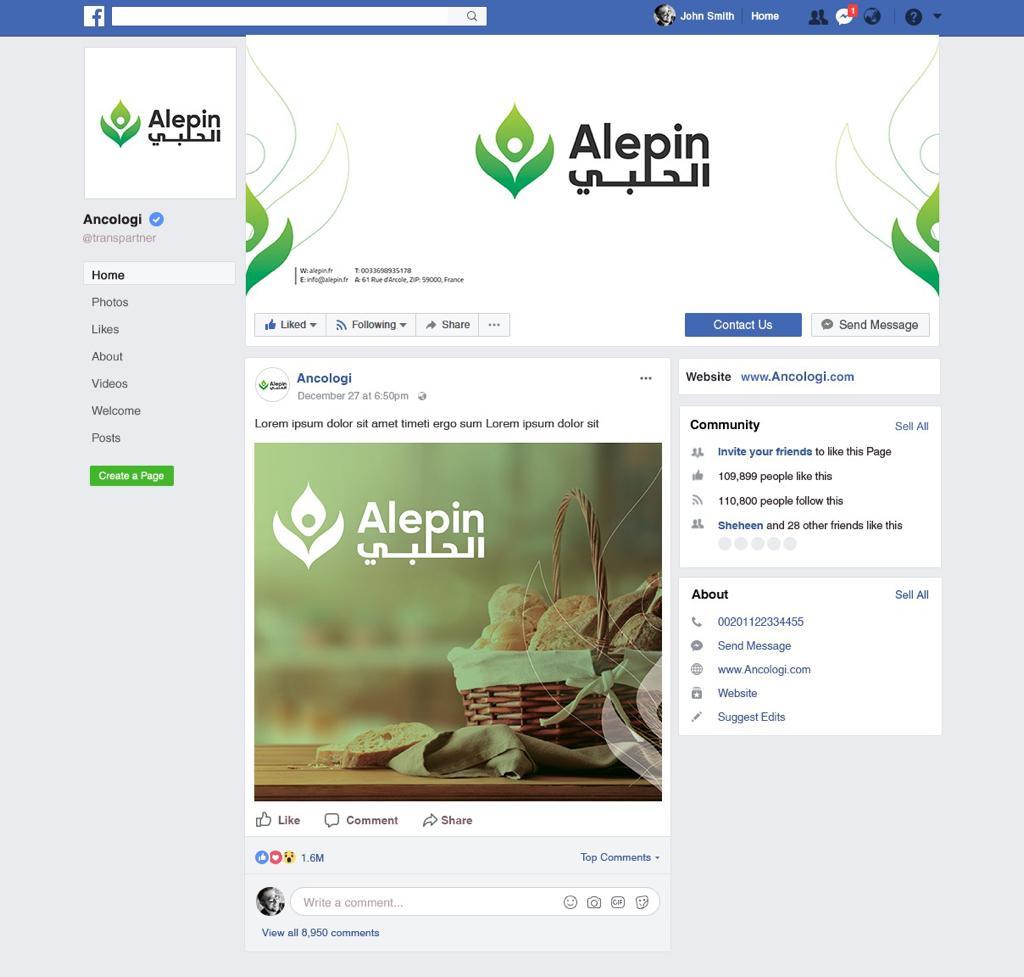 John Smith
Home
1
?
Alepin
الحلبي
Ancologi
@transpartner
Home
Photos
Likes
About
Videos
Welcome
Posts
Create a Page
Alepin
الحلبي
W: alepin.fr T: 0033698935178
E: info@alepin.fr A: 61 Rue d'Arcole, ZIP: 59000, France
Liked Following Share
Contact Us
Send Message
Alepin
الحلبي
Ancologi
December 27 at 6:50pm
Lorem ipsum dolor sit amet timeti ergo sum Lorem ipsum dolor sit
Alepin
الحلبي
Like Comment Share
1.6M
Top Comments
Write a comment...
GIF
View all 8,950 comments
Website www.Ancologi.com
Community Sell All
Invite your friends to like this Page
109,899 people like this
110,800 people follow this
Sheheen and 28 other friends like this
About Sell All
00201122334455
Send Message
www.Ancologi.com
Website
Suggest Edits